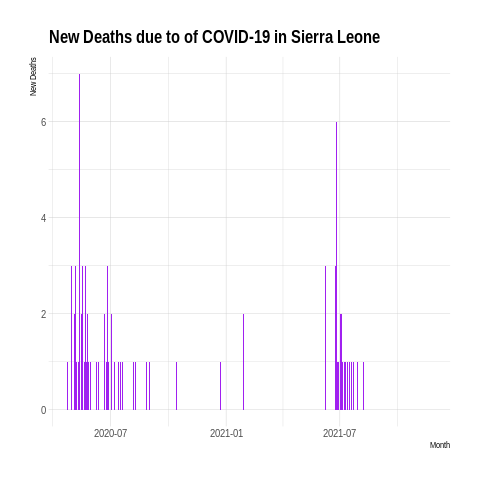 New Deaths due to of COVID-19 in Sierra Leone
New Deaths
6
4
2
0
2020-07
2021-01
2021-07
Month